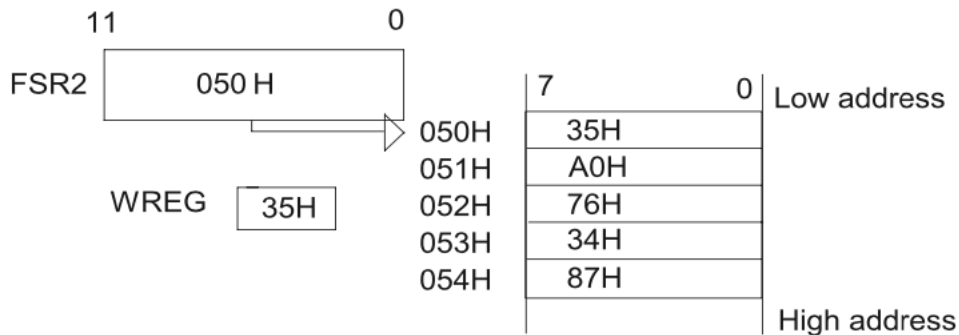 11 0
FSR2 050 H
7 0 Low address
050H 35H
051H A0H
WREG 35H 052H 76H
053H 34H
054H 87H
High address